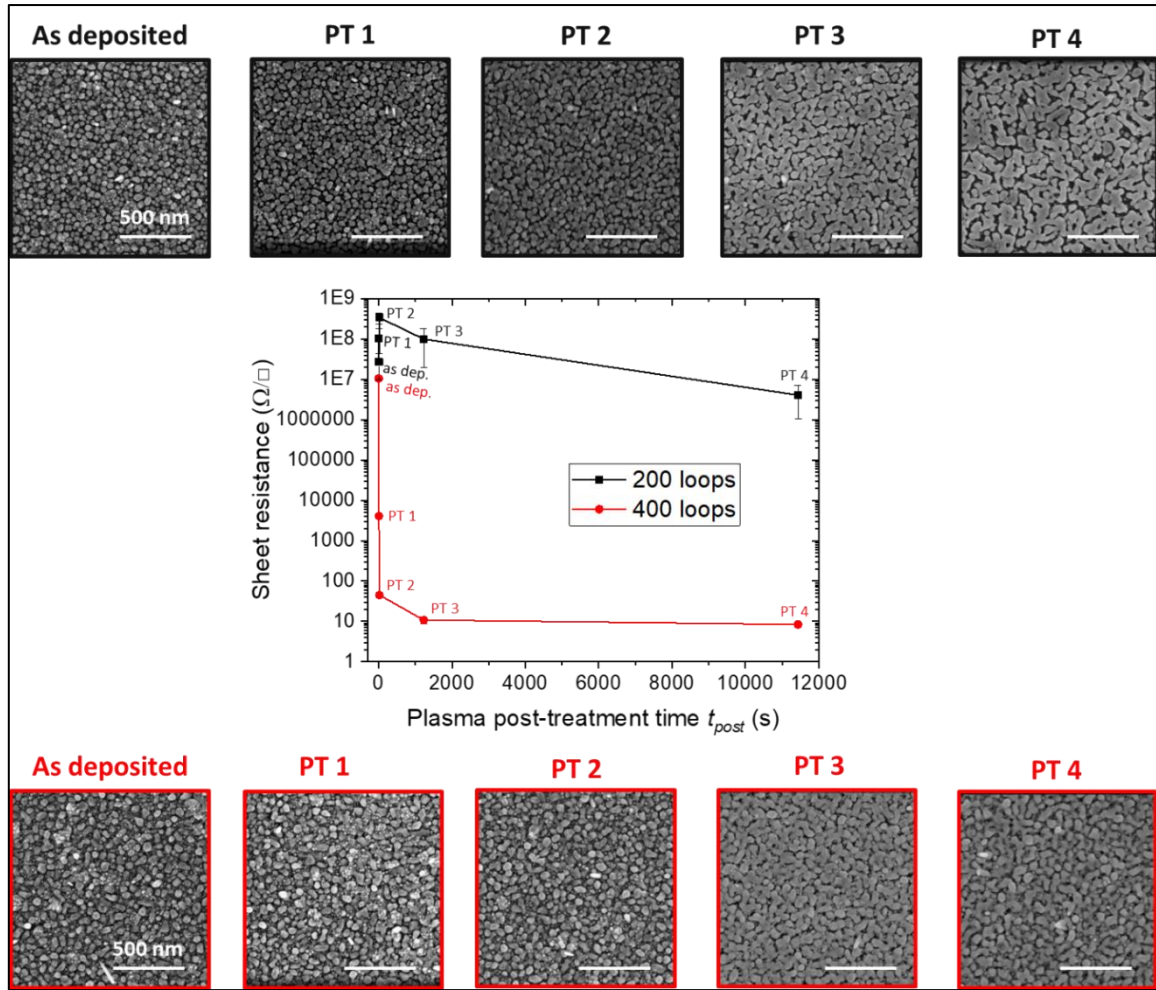 As deposited PT 1 PT 2 PT 3 PT 4
500 nm
1E9
1E8
1E7
1000000
100000
10000
1000
100
10
1
Sheet resistance (Ω/□)
PT 2
PT 3
PT 1
as dep.
PT 4
as dep.
PT 1
PT 2
PT 3
PT 4
200 loops
400 loops
0 2000 4000 6000 8000 10000 12000
Plasma post-treatment time t_post (s)
As deposited PT 1 PT 2 PT 3 PT 4
500 nm